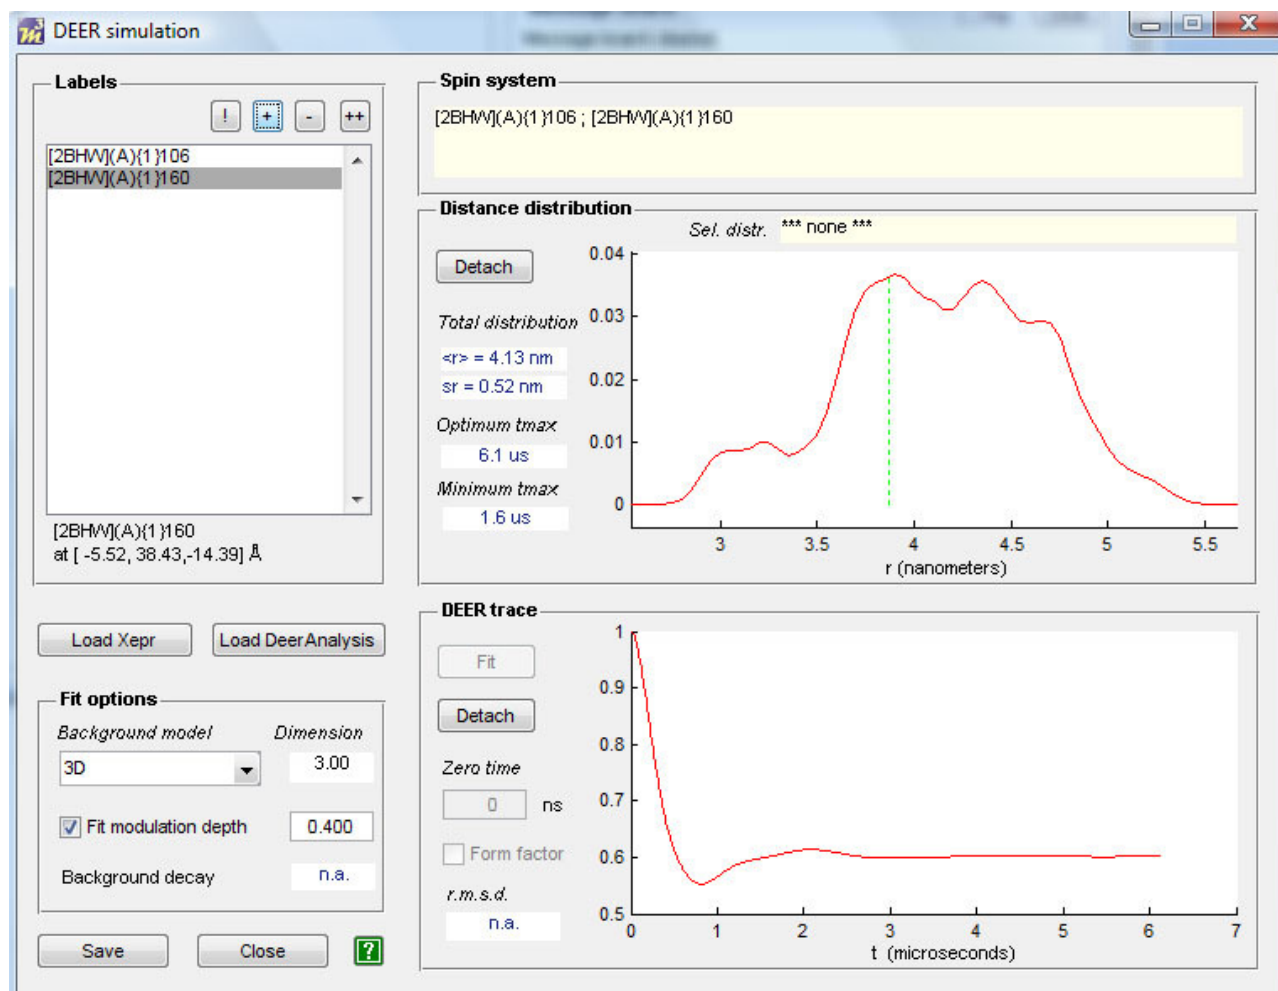 DEER simulation
Labels
! + - ++
[2BHW](A){1}106
[2BHW](A){1}160
[2BHW](A){1}160
at [ -5.52, 38.43,-14.39] Å
Load Xepr
Load DeerAnalysis
Fit options
Background model
Dimension
3D
3.00
Fit modulation depth
0.400
Background decay
n.a.
Save
Close
?
Spin system
[2BHW](A){1}106 ; [2BHW](A){1}160
Distance distribution
Sel. distr.
*** none ***
Detach
Total distribution
<r> = 4.13 nm
sr = 0.52 nm
Optimum tmax
6.1 us
Minimum tmax
1.6 us
0.04
0.03
0.02
0.01
0
3 3.5 4 4.5 5 5.5
r (nanometers)
DEER trace
Fit
Detach
Zero time
0 ns
Form factor
r.m.s.d.
n.a.
1
0.9
0.8
0.7
0.6
0.5
0 1 2 3 4 5 6 7
t (microseconds)